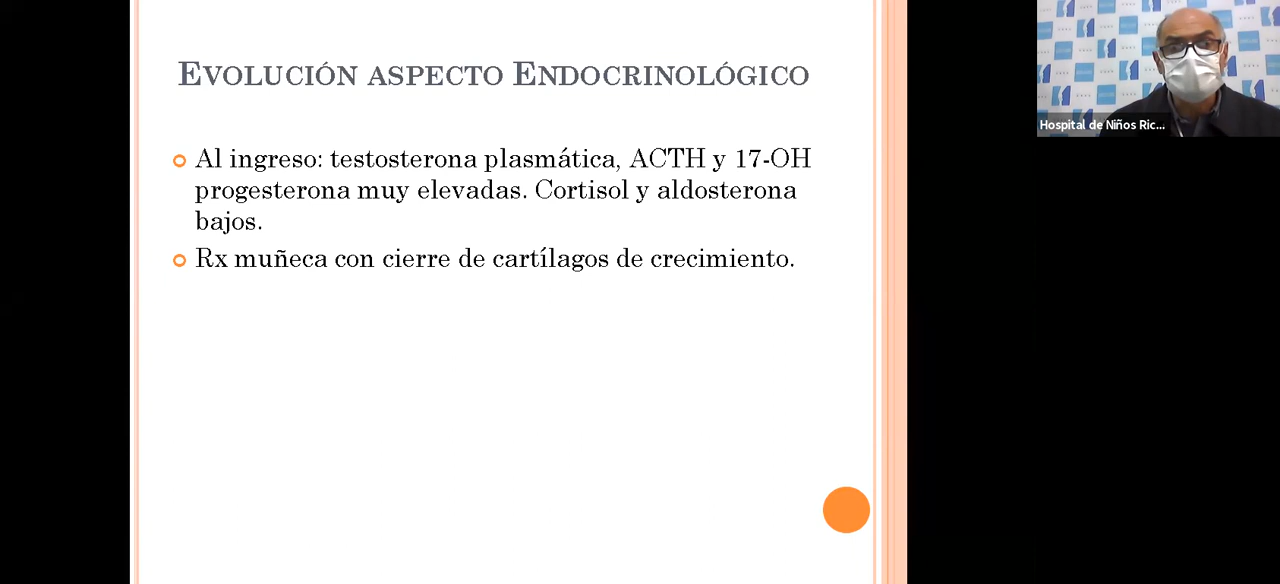 Evolución aspecto Endocrinológico
Al ingreso: testosterona plasmática, ACTH y 17-OH
progesterona muy elevadas. Cortisol y aldosterona
bajos.
Rx muñeca con cierre de cartílagos de crecimiento.
Hospital de Niños Ric...